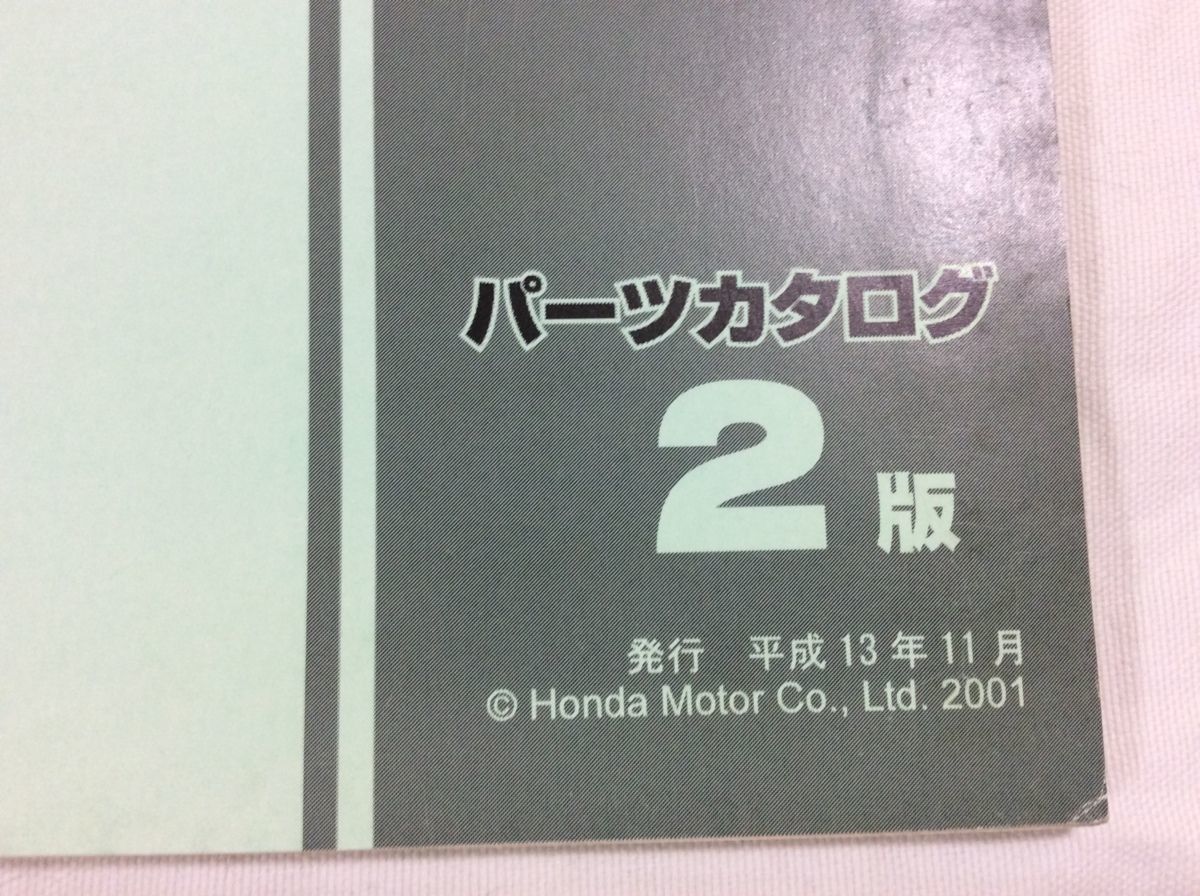 パーツカタログ
2版
発行 平成13年11月
© Honda Motor Co., Ltd. 2001